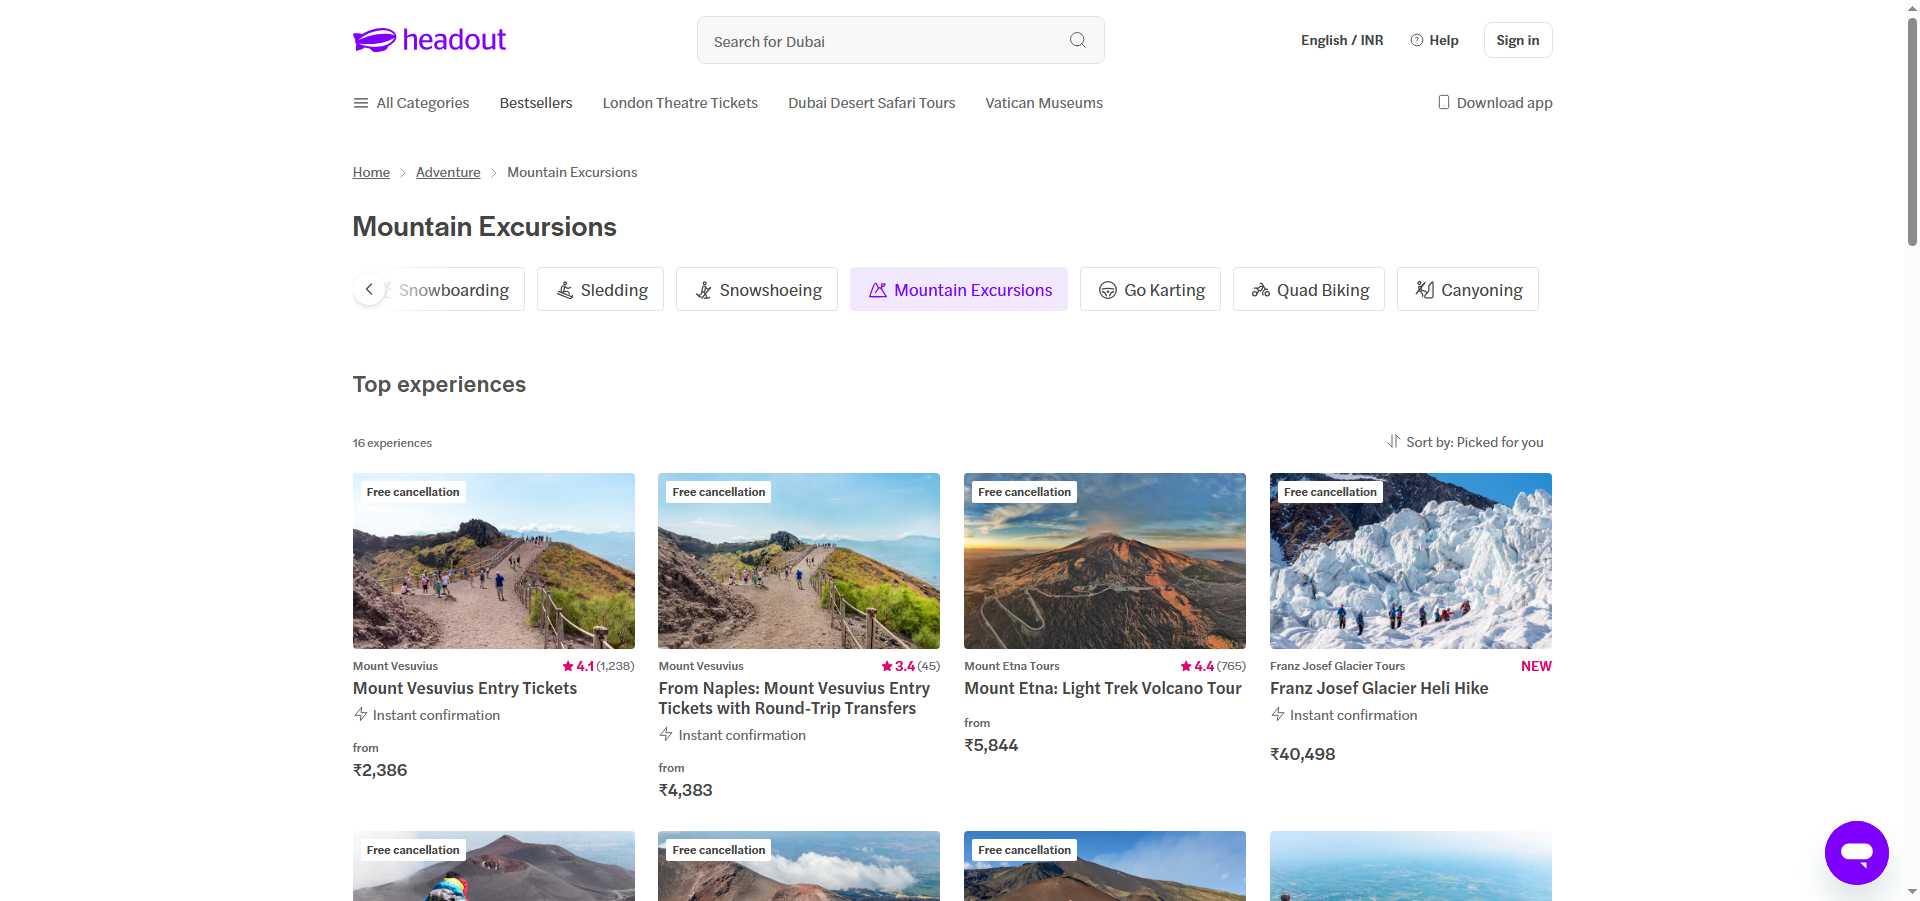 headout
Search for Dubai
English / INR
Help
Sign in
All Categories
Bestsellers
London Theatre Tickets
Dubai Desert Safari Tours
Vatican Museums
Download app
Home
Adventure
Mountain Excursions
Mountain Excursions
Snowboarding
Sledding
Snowshoeing
Mountain Excursions
Go Karting
Quad Biking
Canyoning
Top experiences
16 experiences
Sort by: Picked for you
Free cancellation
Mount Vesuvius
4.1 (1,238)
Mount Vesuvius Entry Tickets
Instant confirmation
from
₹2,386
Free cancellation
Mount Vesuvius
3.4 (45)
From Naples: Mount Vesuvius Entry
Tickets with Round-Trip Transfers
Instant confirmation
from
₹4,383
Free cancellation
Mount Etna Tours
4.4 (765)
Mount Etna: Light Trek Volcano Tour
from
₹5,844
Free cancellation
Franz Josef Glacier Tours
NEW
Franz Josef Glacier Heli Hike
Instant confirmation
₹40,498
Free cancellation
Free cancellation
Free cancellation